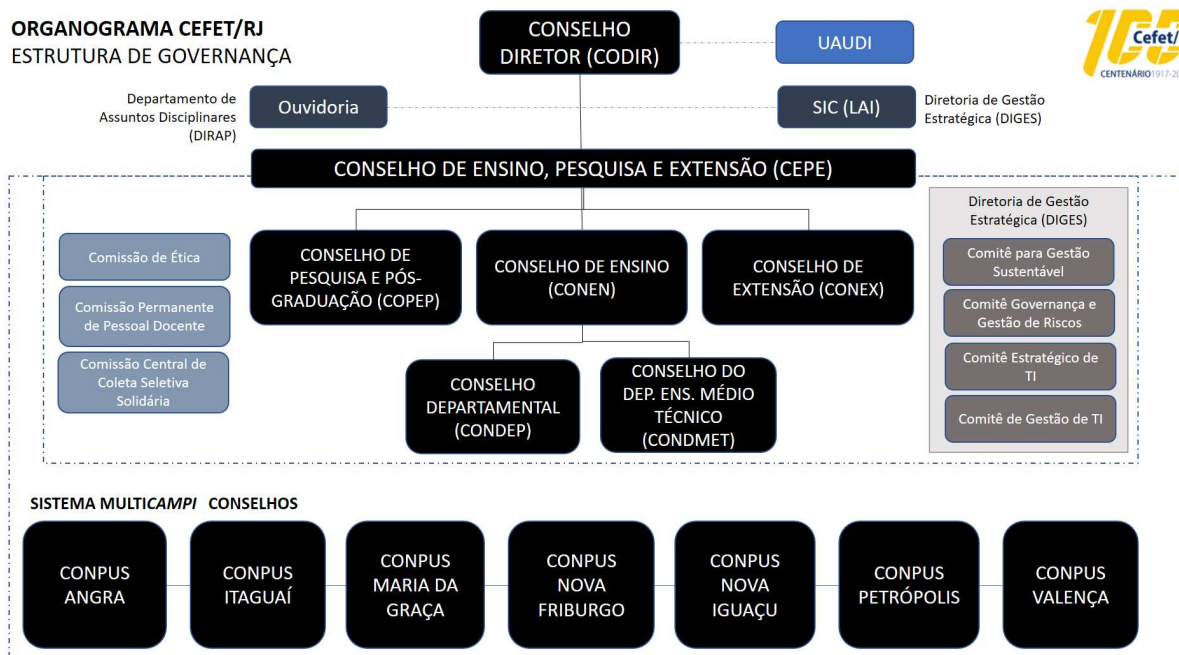 ORGANOGRAMA CEFET/RJ
ESTRUTURA DE GOVERNANÇA
CONSELHO
DIRETOR (CODIR)
UAUDI
Cefet/
CENTENÁRIO 1917-20
Departamento de
Assuntos Disciplinares
(DIRAP)
Ouvidoria
SIC (LAI)
Diretoria de Gestão
Estratégica (DIGES)
CONSELHO DE ENSINO, PESQUISA E EXTENSÃO (CEPE)
Comissão de Ética
Comissão Permanente
de Pessoal Docente
Comissão Central de
Coleta Seletiva
Solidária
CONSELHO DE
PESQUISA E PÓS-
GRADUAÇÃO (COPEP)
CONSELHO DE ENSINO
(CONEN)
CONSELHO DE
EXTENSÃO (CONEX)
CONSELHO
DEPARTAMENTAL
(CONDEP)
CONSELHO DO
DEP. ENS. MÉDIO
TÉCNICO
(CONDMET)
Diretoria de Gestão
Estratégica (DIGES)
Comitê para Gestão
Sustentável
Comitê Governança e
Gestão de Riscos
Comitê Estratégico de
TI
Comitê de Gestão de TI
SISTEMA MULTICAMPI CONSELHOS
CONPUS
ANGRA
CONPUS
ITAGUAÍ
CONPUS
MARIA DA
GRAÇA
CONPUS
NOVA
FRIBURGO
CONPUS
NOVA
IGUAÇU
CONPUS
PETRÓPOLIS
CONPUS
VALENÇA